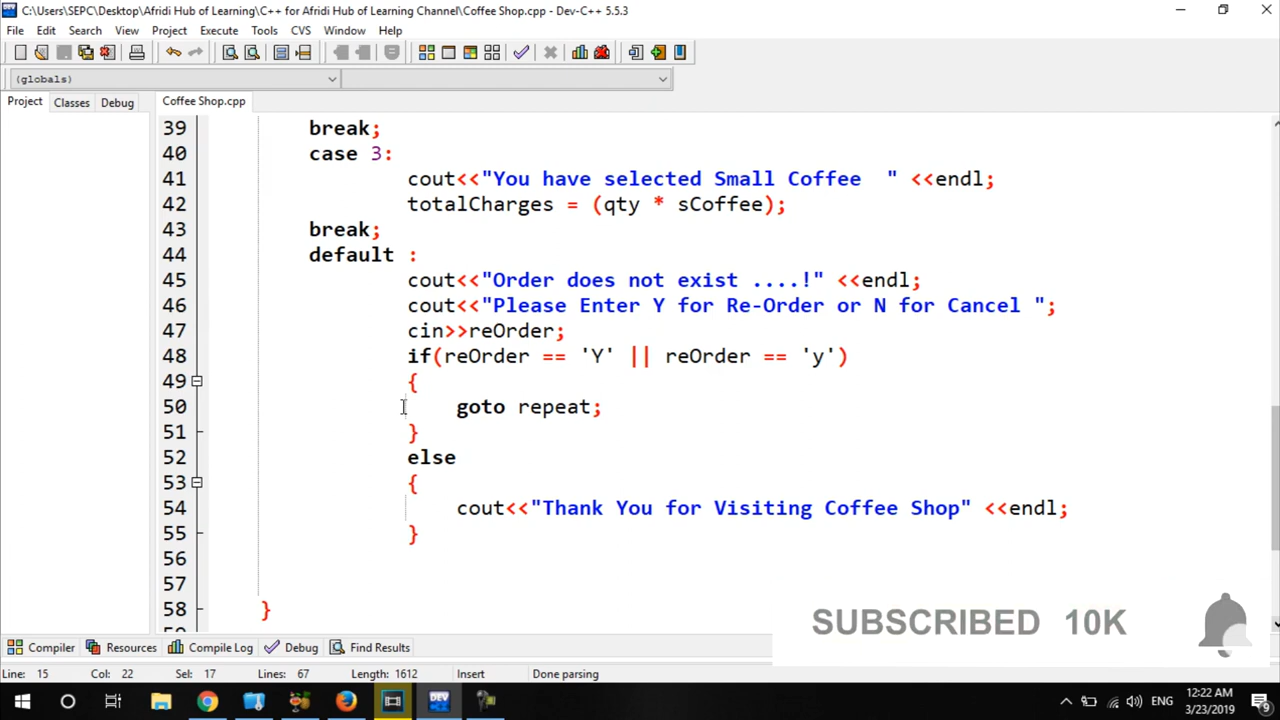 C:\Users\SEPC\Desktop\Afridi Hub of Learning\C++ for Afridi Hub of Learning Channel\Coffee Shop.cpp - Dev-C++ 5.5.3
File Edit Search View Project Execute Tools CVS Window Help
(globals)
Project Classes Debug Coffee Shop.cpp
39 break;
40 case 3:
41 cout<<"You have selected Small Coffee  " <<endl;
42 totalCharges = (qty * sCoffee);
43 break;
44 default :
45 cout<<"Order does not exist ....!" <<endl;
46 cout<<"Please Enter Y for Re-Order or N for Cancel ";
47 cin>>reOrder;
48 if(reOrder == 'Y' || reOrder == 'y')
49 {
50 goto repeat;
51 }
52 else
53 {
54 cout<<"Thank You for Visiting Coffee Shop" <<endl;
55 }
56
57
58 }
SUBSCRIBED 10K
Compiler Resources Compile Log Debug Find Results
Line: 15 Col: 22 Sel: 17 Lines: 67 Length: 1612 Insert Done parsing
DEV
ENG
12:22 AM
3/23/2019
9